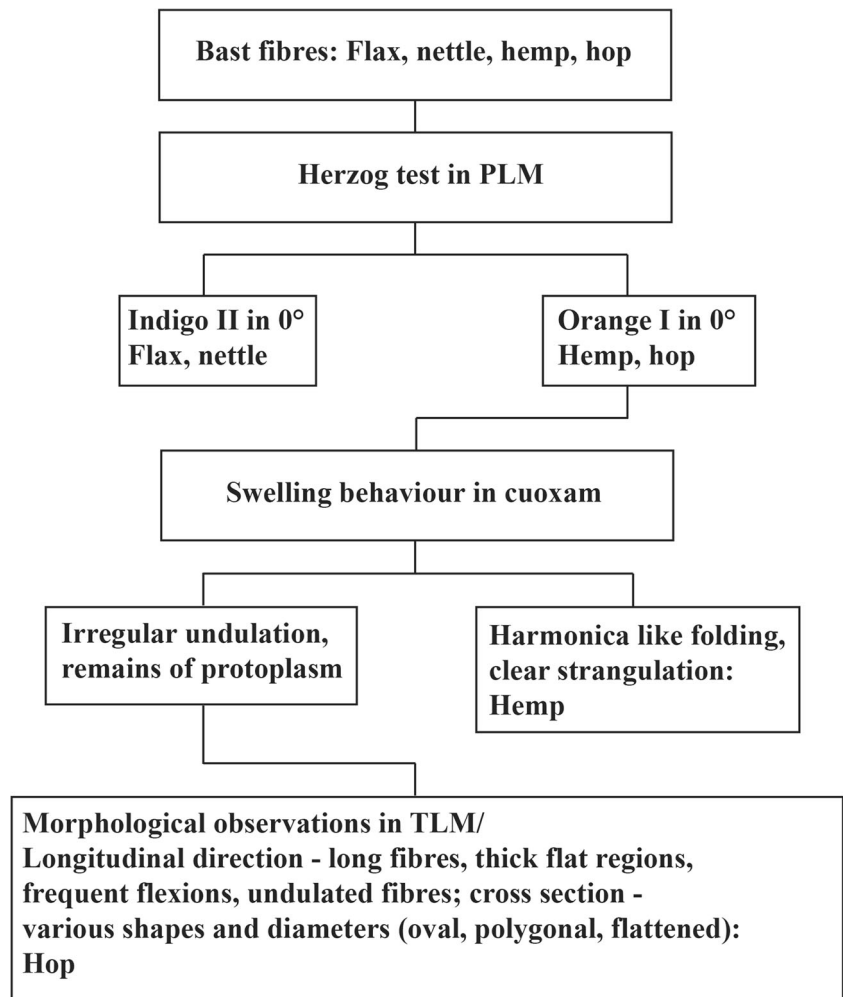 Bast fibres: Flax, nettle, hemp, hop
Herzog test in PLM
Indigo II in 0°
Flax, nettle
Orange I in 0°
Hemp, hop
Swelling behaviour in cuoxam
Irregular undulation,
remains of protoplasm
Harmonica like folding,
clear strangulation:
Hemp
Morphological observations in TLM/
Longitudinal direction - long fibres, thick flat regions,
frequent flexions, undulated fibres; cross section -
various shapes and diameters (oval, polygonal, flattened):
Hop